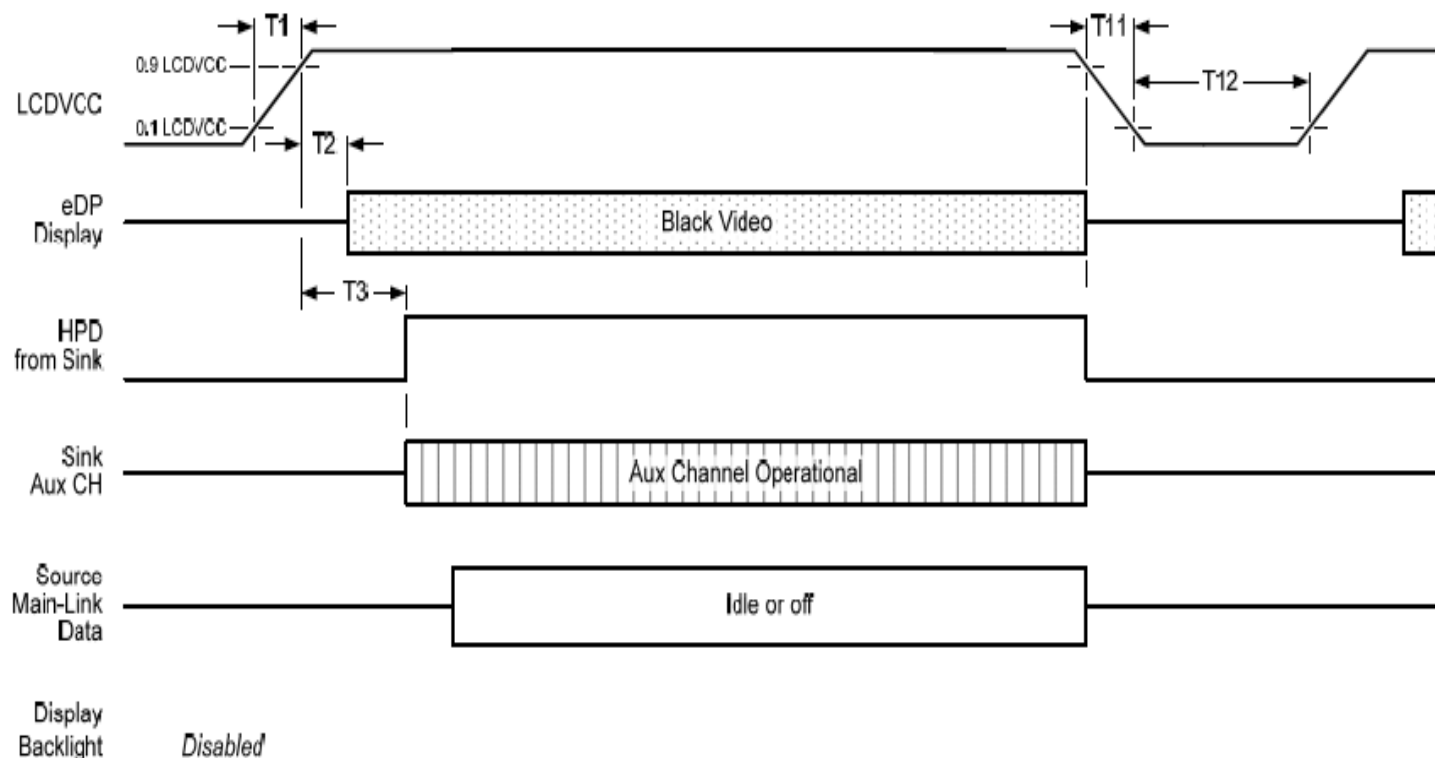 T1
T11
0.9 LCDVCC
LCDVCC
T12
0.1 LCDVCC
T2
eDP
Display
Black Video
T3
HPD
from Sink
Sink
Aux CH
Aux Channel Operational
Source
Main-Link
Data
Idle or off
Display
Backlight
Disabled